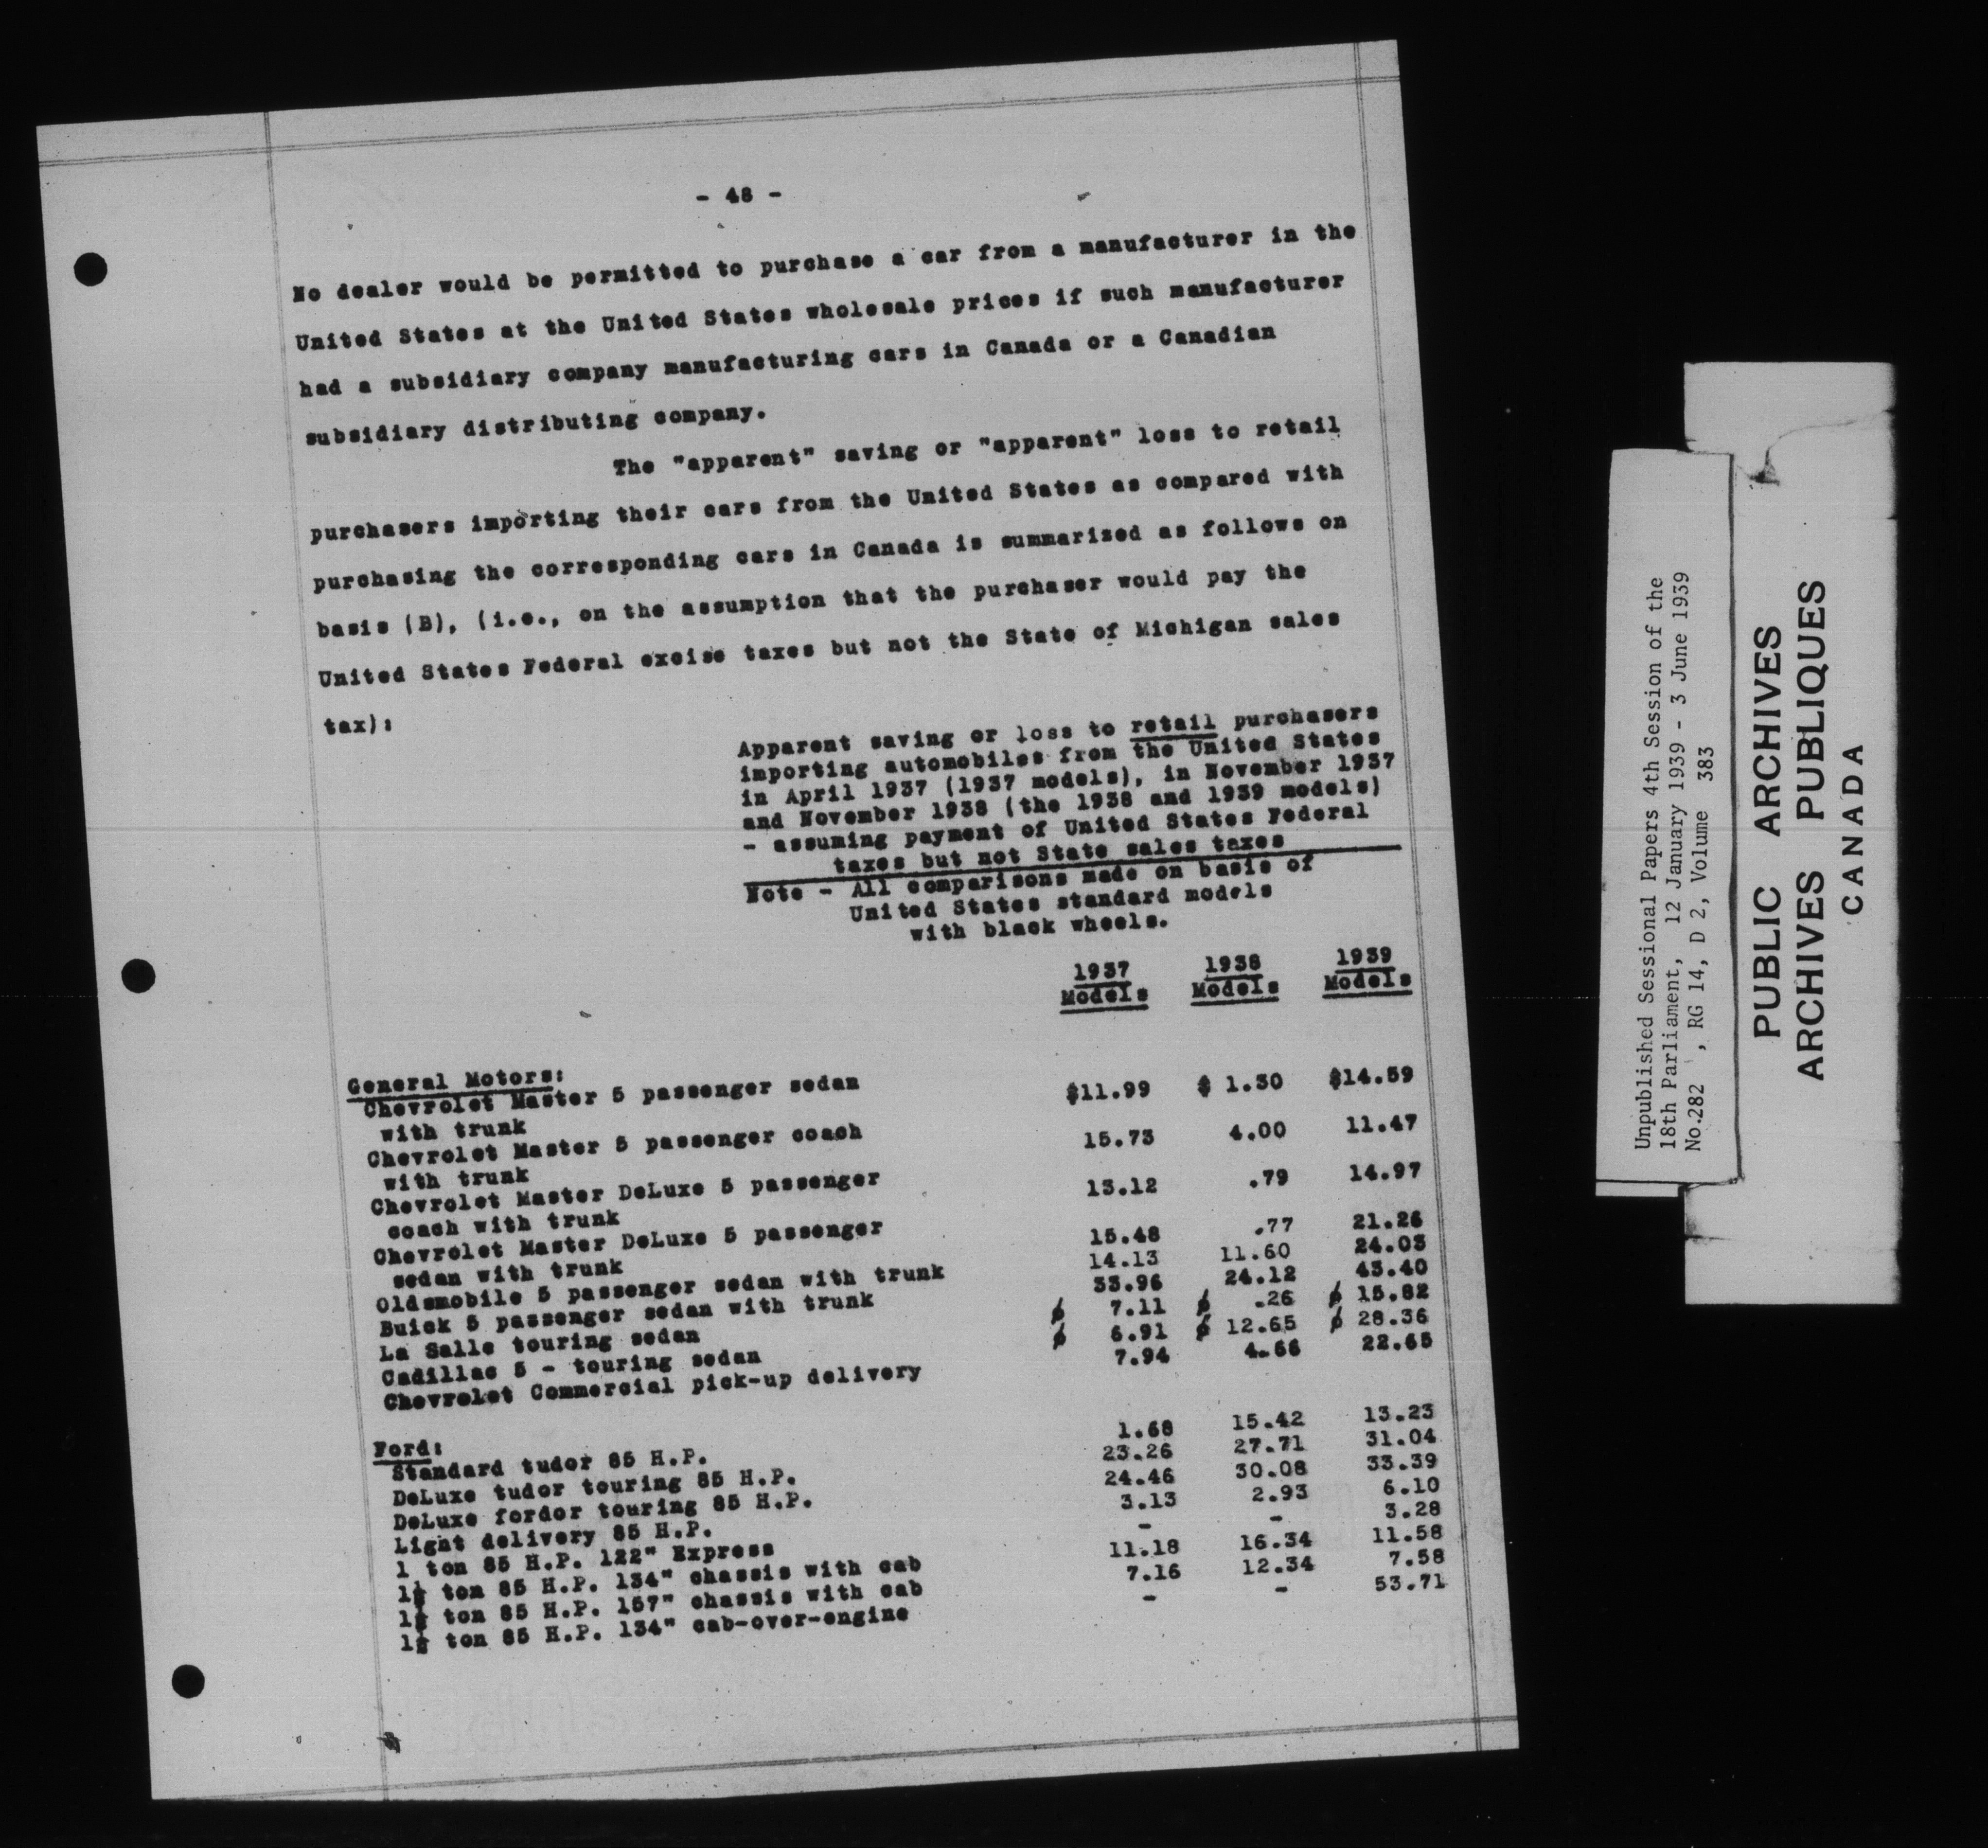 - 48 -
No dealer would be permitted to purchase a car from a manufacturer in the
United States at the United States wholesale prices if such manufacturer
had a subsidiary company manufacturing cars in Canada or a Canadian
subsidiary distributing company.
The "apparent" saving or "apparent" loss to retail
purchasers importing their cars from the United States as compared with
purchasing the corresponding cars in Canada is summarized as follows on
basis (B), (i.e., on the assumption that the purchaser would pay the
United States Federal excise taxes but not the State of Michigan sales
tax):
Apparent saving or loss to retail purchasers
importing automobiles from the United States
in April 1937 (1937 models), in November 1937
and November 1938 (the 1938 and 1939 models)
- assuming payment of United States Federal
taxes but not State sales taxes
Note - All comparisons made on basis of
United States standard models
with black wheels.
1937 1938 1939
Models Models Models
General Motors:
Chevrolet Master 5 passenger sedan
with trunk $11.99 $ 1.30 $14.59
Chevrolet Master 5 passenger coach
with trunk 15.73 4.00 11.47
Chevrolet Master DeLuxe 5 passenger
coach with trunk 13.12 .79 14.97
Chevrolet Master DeLuxe 5 passenger
sedan with trunk 15.48 .77 21.26
Oldsmobile 5 passenger sedan with trunk 14.13 11.60 24.03
Buick 5 passenger sedan with trunk 33.96 24.12 43.40
La Salle touring sedan 7.11 .26 15.82
Cadillac 5 - touring sedan 6.91 12.65 28.36
Chevrolet Commercial pick-up delivery 7.94 4.66 22.65
Ford:
Standard tudor 85 H.P. 1.68 15.42 13.23
DeLuxe tudor touring 85 H.P. 23.26 27.71 31.04
DeLuxe fordor touring 85 H.P. 24.46 30.08 33.39
Light delivery 85 H.P. 3.13 2.93 6.10
1 ton 85 H.P. 122" Express - - 3.28
1½ ton 85 H.P. 134" chassis with cab 11.18 16.34 11.58
1½ ton 85 H.P. 157" chassis with cab 7.16 12.34 7.58
1½ ton 85 H.P. 134" cab-over-engine - - 53.71
Unpublished Sessional Papers 4th Session of the
18th Parliament, 12 January 1939 - 3 June 1939
No.282 , RG 14, D 2, Volume 383
PUBLIC ARCHIVES
ARCHIVES PUBLIQUES
CANADA